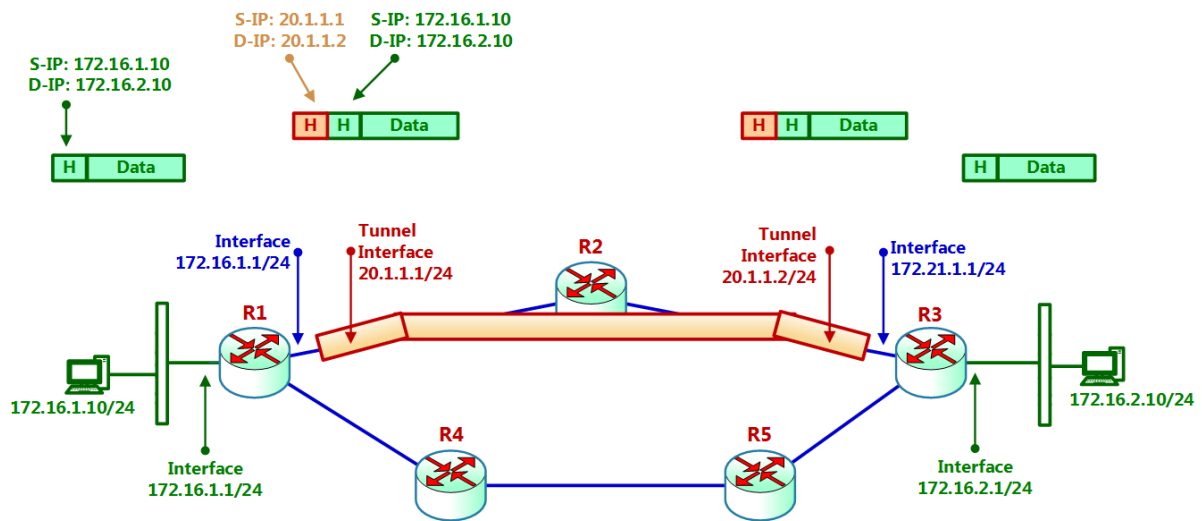 S-IP: 20.1.1.1
D-IP: 20.1.1.2
S-IP: 172.16.1.10
D-IP: 172.16.2.10
S-IP: 172.16.1.10
D-IP: 172.16.2.10
H H Data
H H Data
H Data
H Data
Interface
172.16.1.1/24
Tunnel
Interface
20.1.1.1/24
R2
Tunnel
Interface
20.1.1.2/24
Interface
172.21.1.1/24
R1
R3
172.16.1.10/24
172.16.2.10/24
R4
R5
Interface
172.16.1.1/24
Interface
172.16.2.1/24